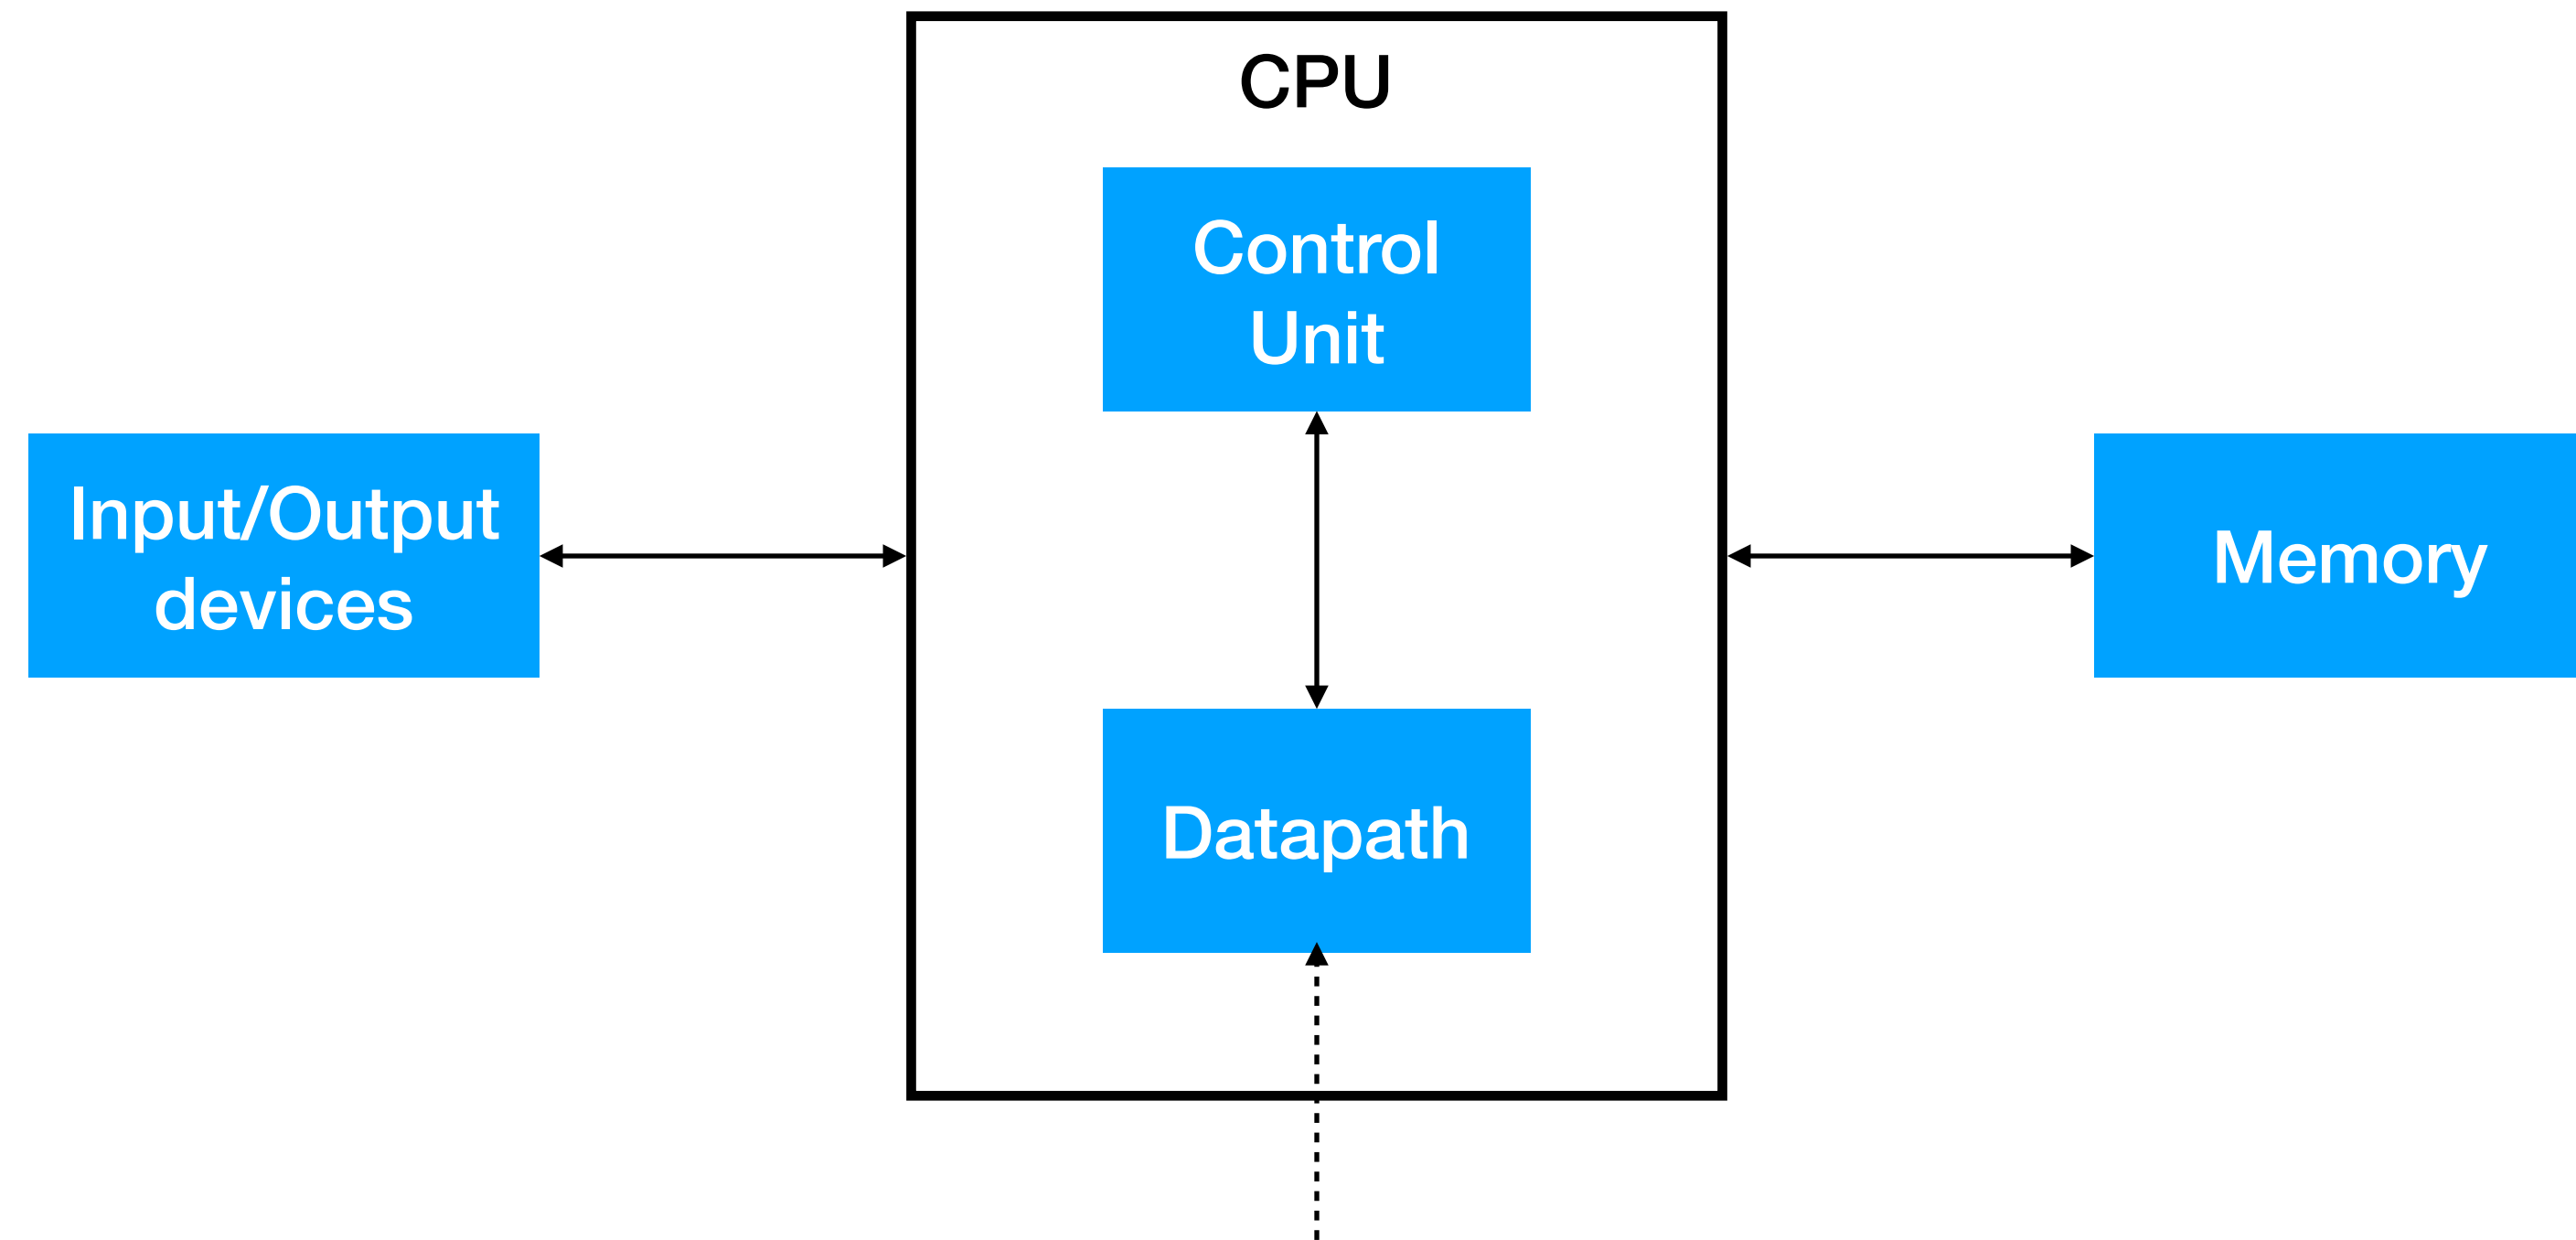 CPU
Control
Unit
Input/Output
devices
Memory
Datapath